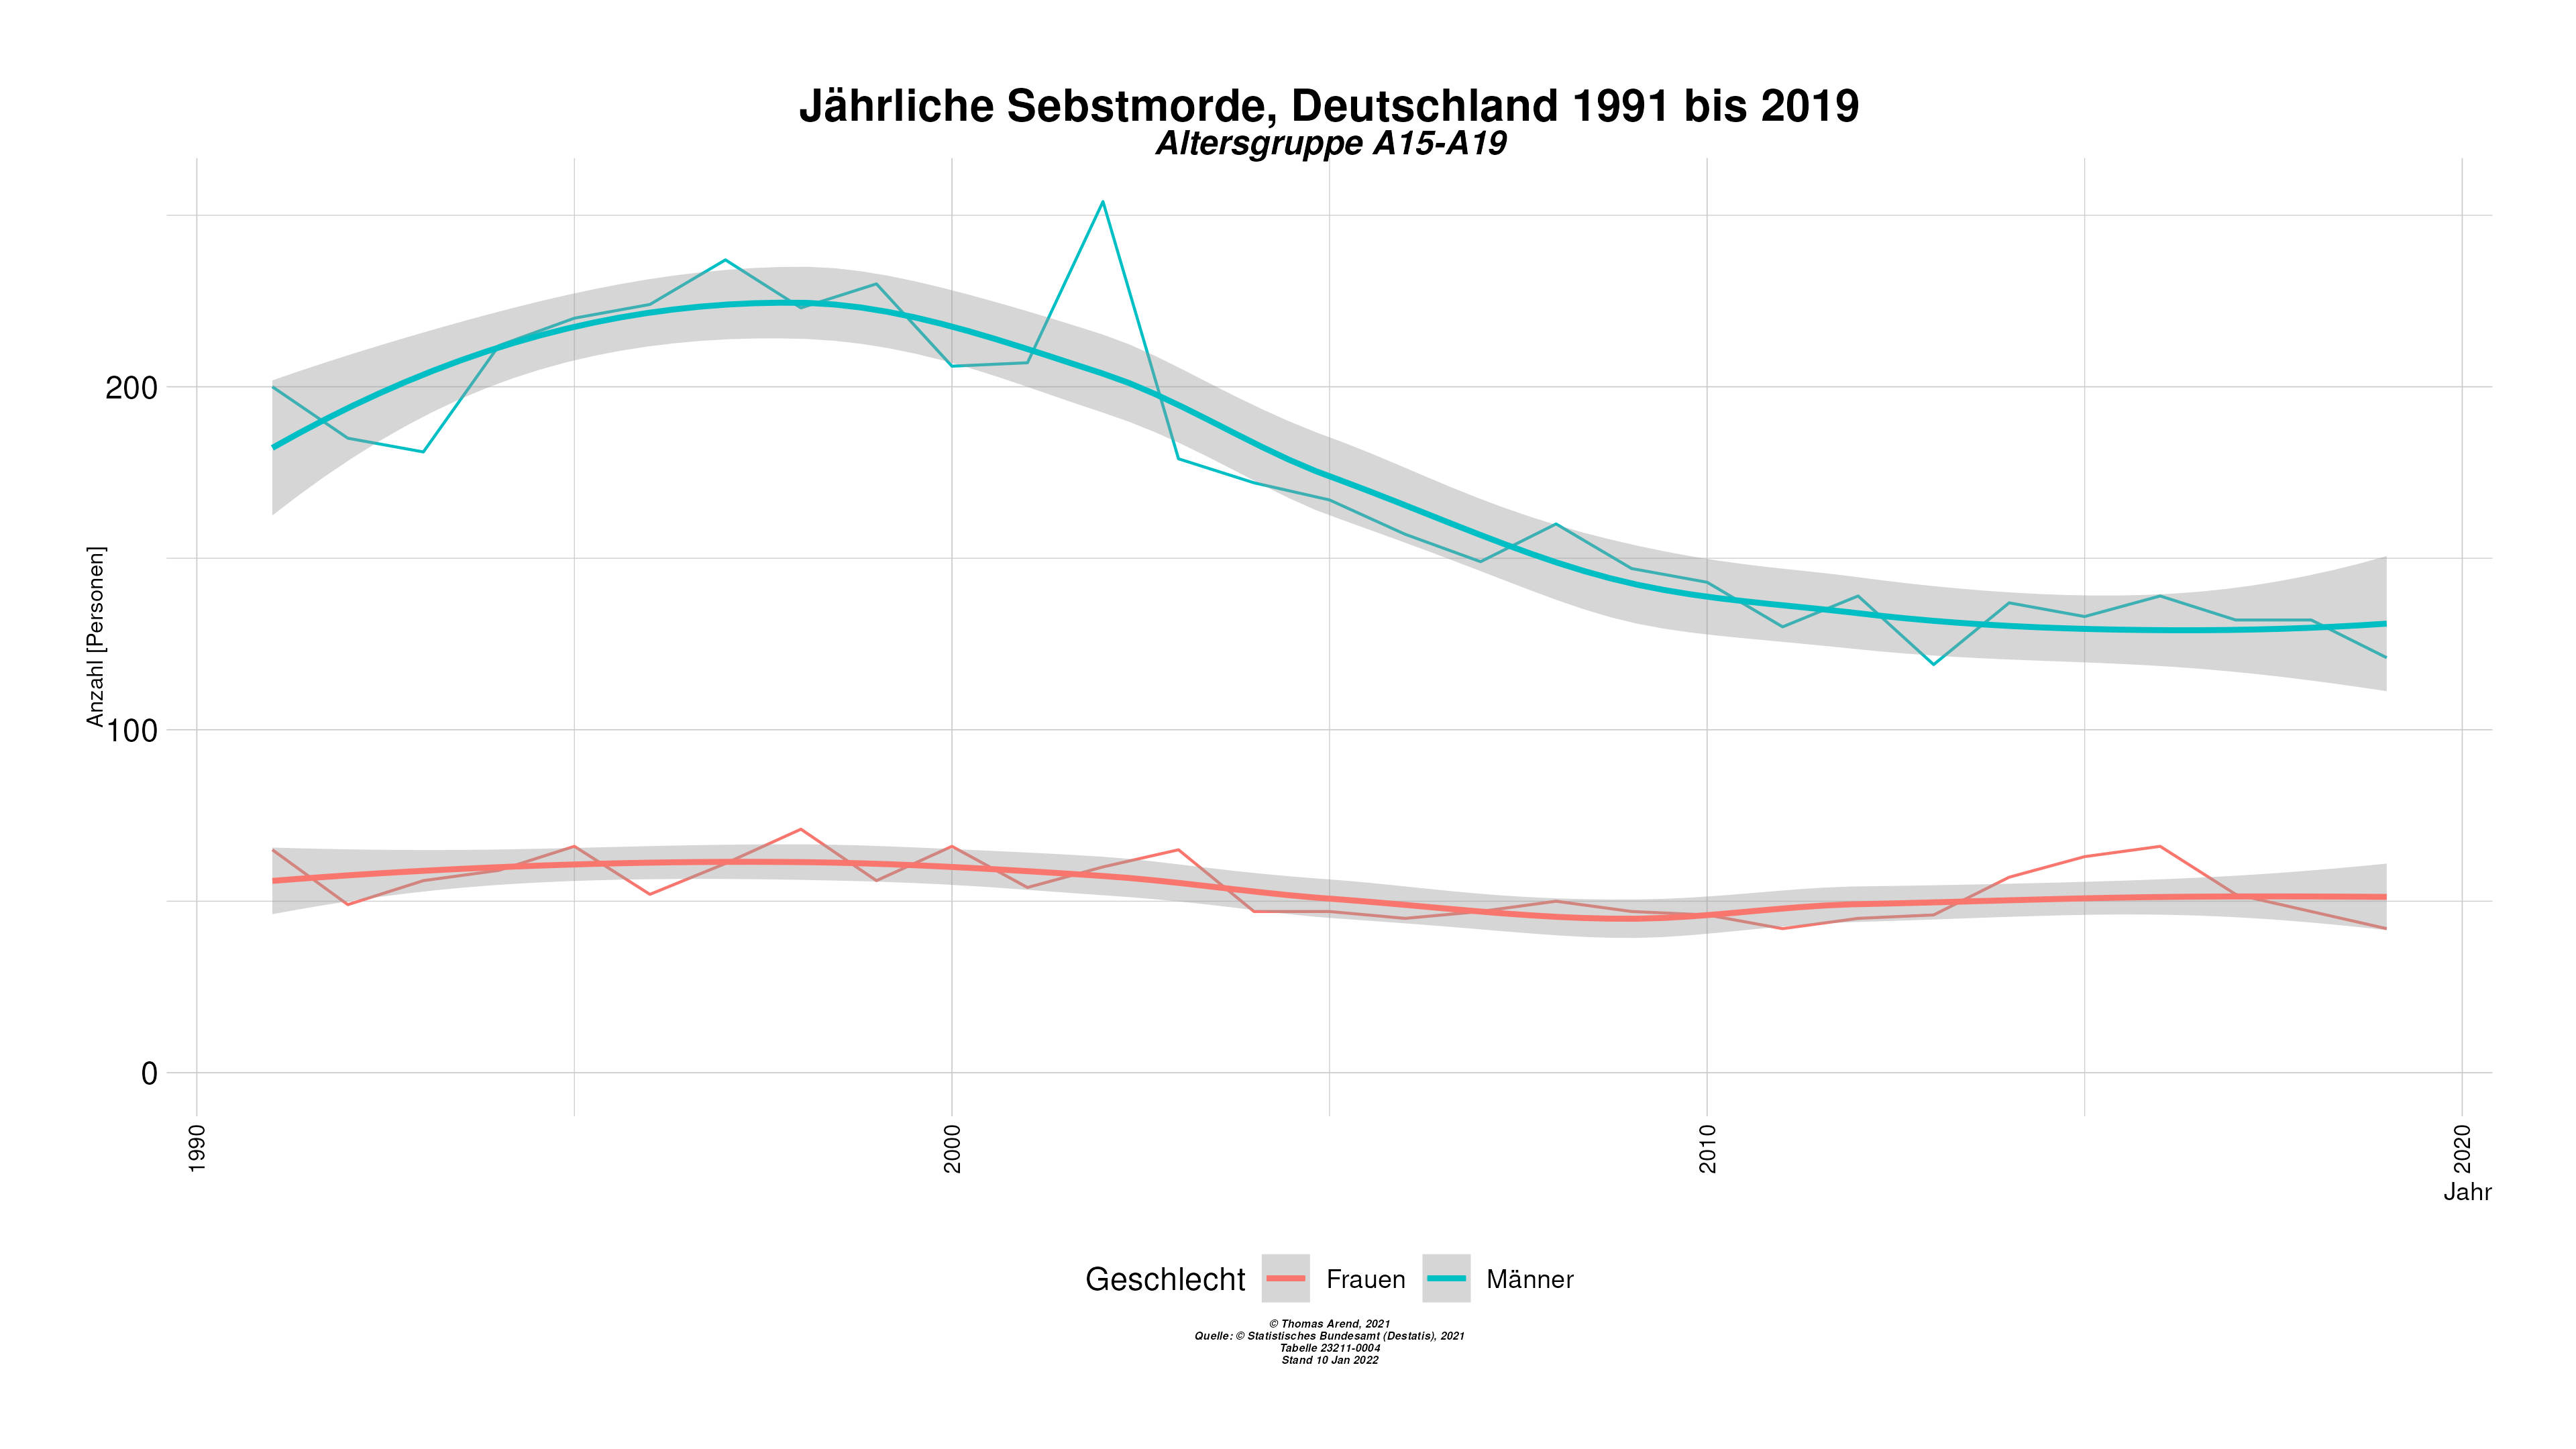 Jährliche Sebstmorde, Deutschland 1991 bis 2019
Altersgruppe A15-A19
Anzahl [Personen]
200
100
0
1990
2000
2010
2020
Jahr
Geschlecht Frauen Männer
© Thomas Arend, 2021
Quelle: © Statistisches Bundesamt (Destatis), 2021
Tabelle 23211-0004
Stand 10 Jan 2022